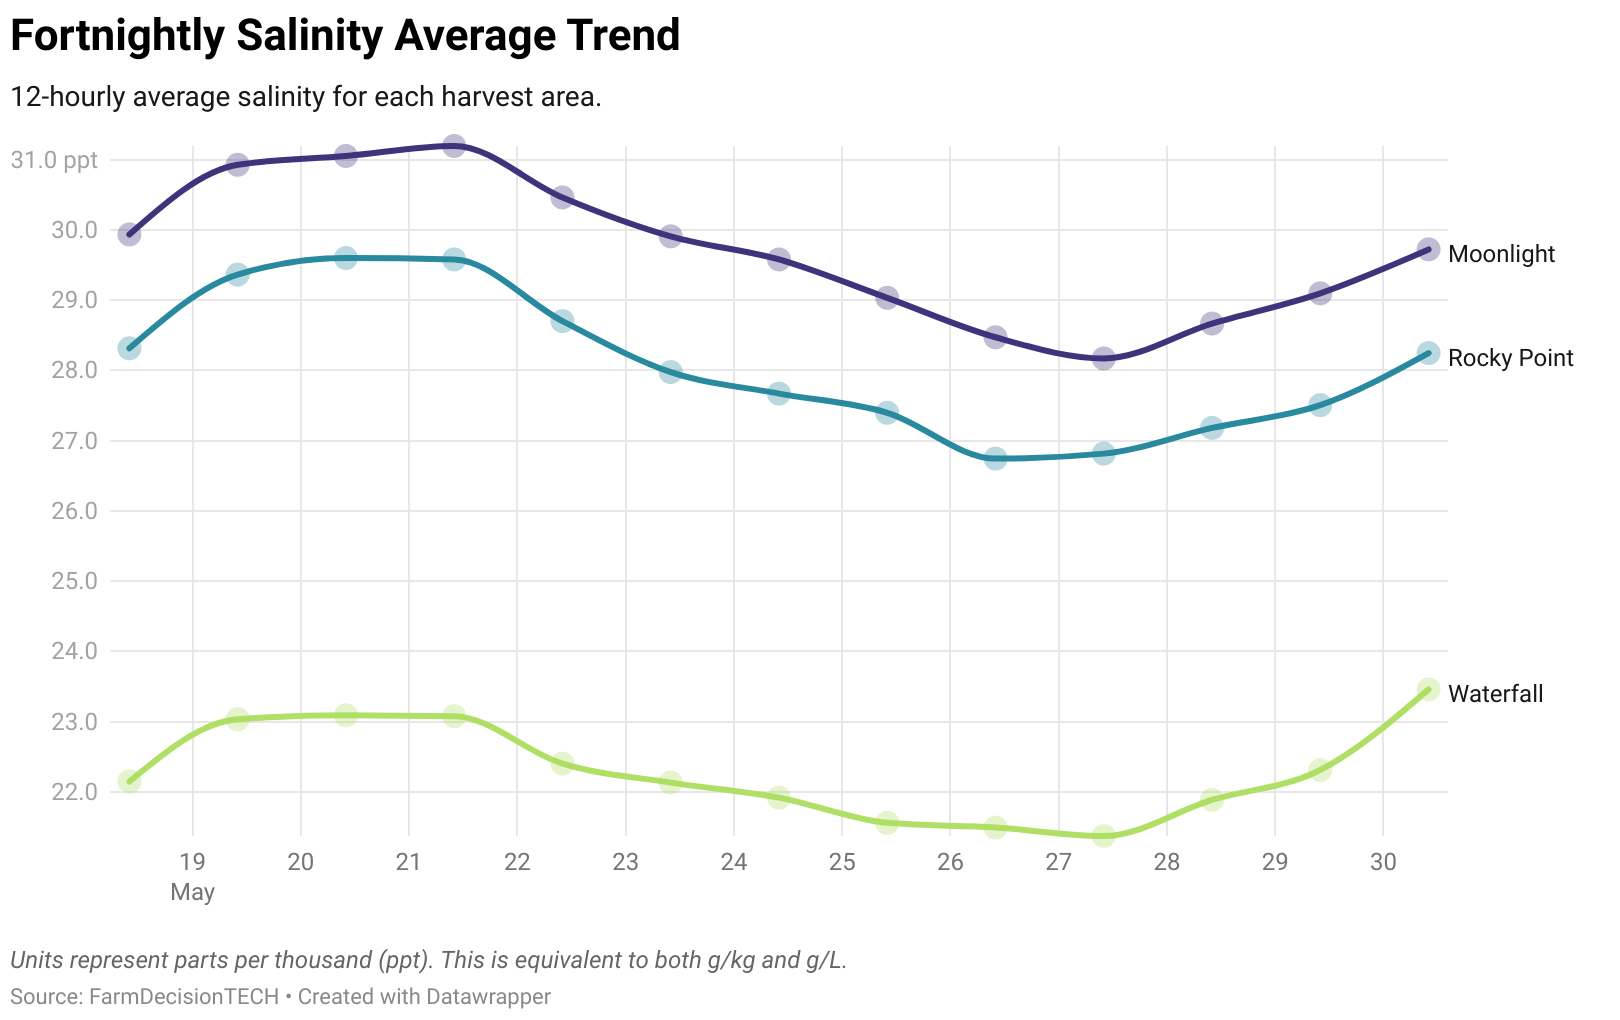 Fortnightly Salinity Average Trend
12-hourly average salinity for each harvest area.
31.0 ppt
30.0
29.0
28.0
27.0
26.0
25.0
24.0
23.0
22.0
Moonlight
Rocky Point
Waterfall
19 20 21 22 23 24 25 26 27 28 29 30
May
Units represent parts per thousand (ppt). This is equivalent to both g/kg and g/L.
Source: FarmDecisionTECH • Created with Datawrapper